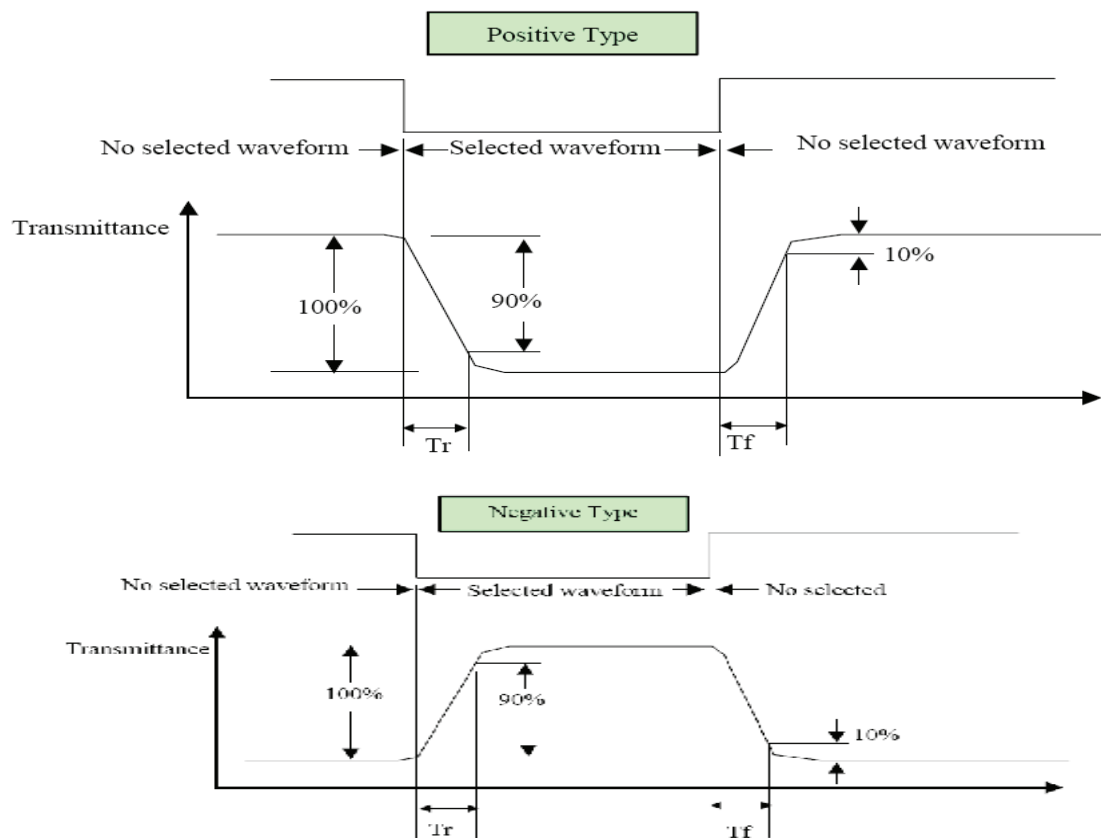 Positive Type
No selected waveform
Selected waveform
No selected waveform
Transmittance
100%
90%
10%
Tr
Tf
Negative Type
No selected waveform
Selected waveform
No selected
Transmittance
100%
90%
10%
Tr
Tf